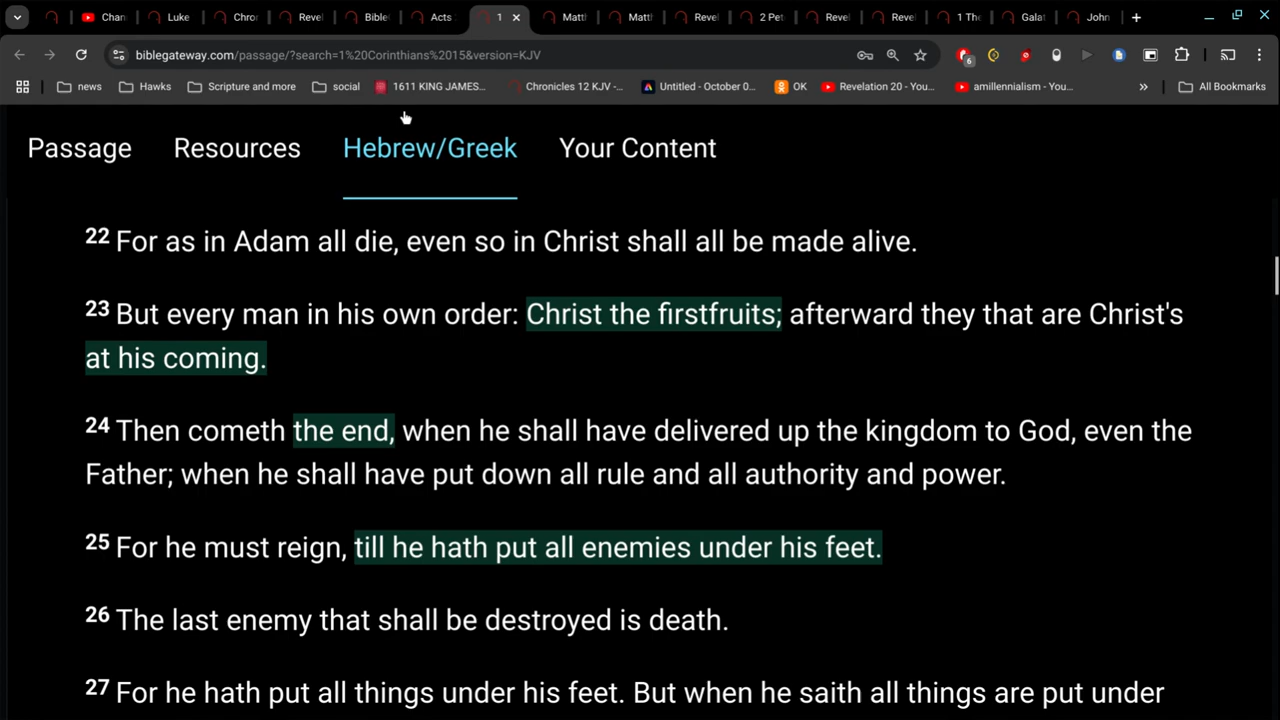 Chan Luke Chro Revel Bible Acts 1 Matt Matt Revel 2 Pet Revel Revel 1 The Galat John
biblegateway.com/passage/?search=1%20Corinthians%2015&version=KJV
6
news Hawks Scripture and more social 1611 KING JAMES... Chronicles 12 KJV -... Untitled - October 0... OK Revelation 20 - You... amillennialism - You... » All Bookmarks
Passage Resources Hebrew/Greek Your Content
22 For as in Adam all die, even so in Christ shall all be made alive.
23 But every man in his own order: Christ the firstfruits; afterward they that are Christ's
at his coming.
24 Then cometh the end, when he shall have delivered up the kingdom to God, even the
Father; when he shall have put down all rule and all authority and power.
25 For he must reign, till he hath put all enemies under his feet.
26 The last enemy that shall be destroyed is death.
27 For he hath put all things under his feet. But when he saith all things are put under